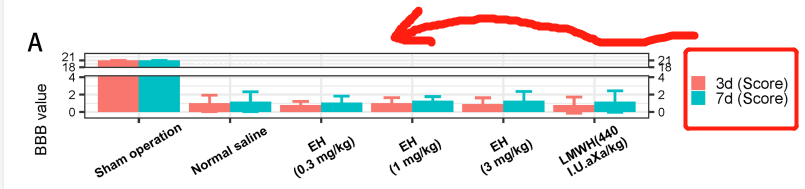 A
BBB value
21
18
4
2
0
21
18
4
2
0
Sham operation
Normal saline
EH
(0.3 mg/kg)
EH
(1 mg/kg)
EH
(3 mg/kg)
LMWH(440
I.U.aXa/kg)
3d (Score)
7d (Score)